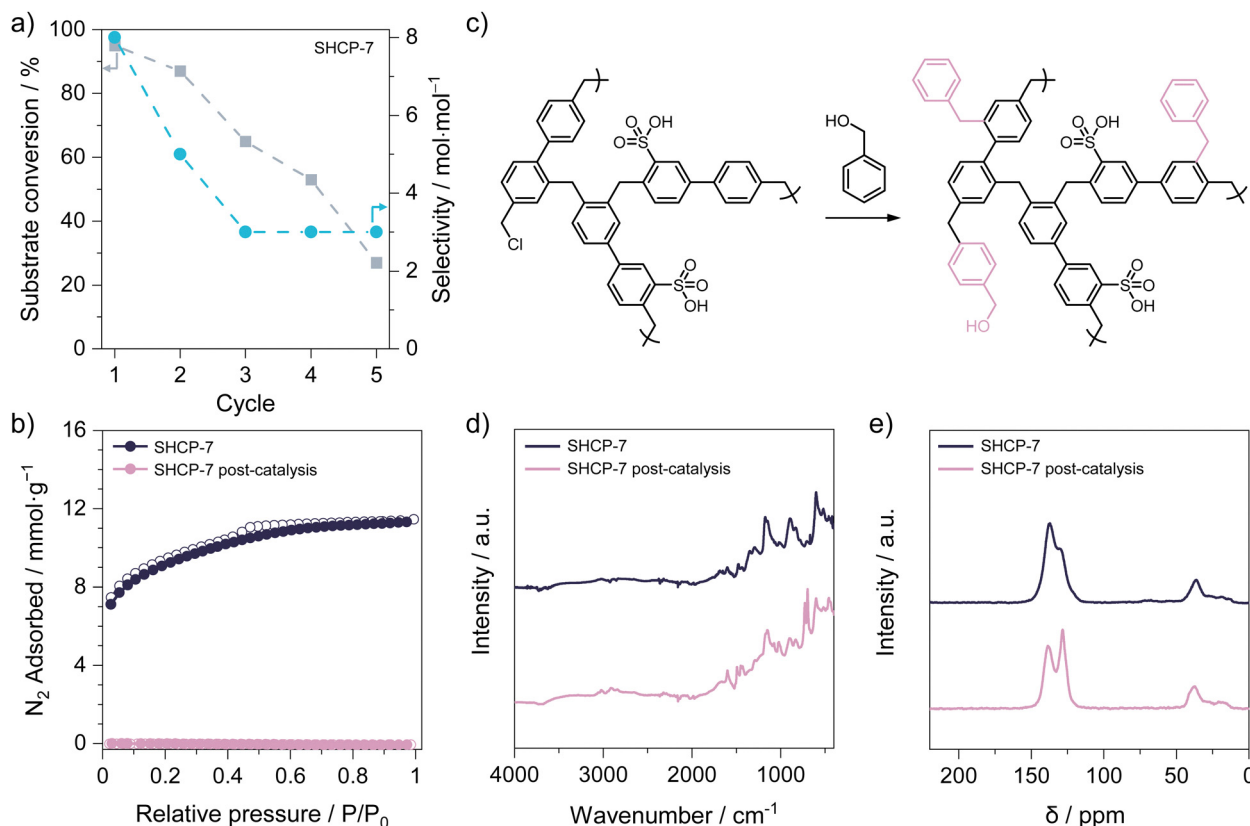 a)
SHCP-7
Substrate conversion / %
100
80
60
40
20
0
8
6
4
2
0
Selectivity / mol·mol⁻¹
1 2 3 4 5
Cycle
c)
OH
O
S
O
Cl
O
S
O
OH
HO
OH
O
S
O
O
S
O
OH
HO
b)
SHCP-7
SHCP-7 post-catalysis
N₂ Adsorbed / mmol·g⁻¹
16
12
8
4
0
0 0.2 0.4 0.6 0.8 1
Relative pressure / P/P₀
d)
SHCP-7
SHCP-7 post-catalysis
Intensity / a.u.
4000 3000 2000 1000
Wavenumber / cm⁻¹
e)
SHCP-7
SHCP-7 post-catalysis
Intensity / a.u.
200 150 100 50 0
δ / ppm